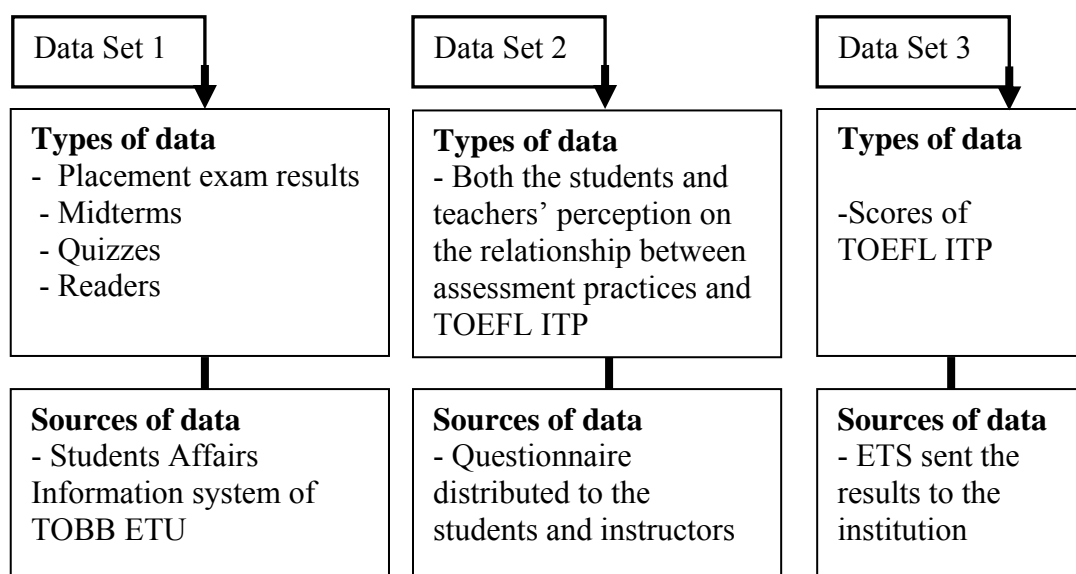 Data Set 1
Types of data
- Placement exam results
- Midterms
- Quizzes
- Readers
Sources of data
- Students Affairs
Information system of
TOBB ETU
Data Set 2
Types of data
- Both the students and
teachers’ perception on
the relationship between
assessment practices and
TOEFL ITP
Sources of data
- Questionnaire
distributed to the
students and instructors
Data Set 3
Types of data
-Scores of
TOEFL ITP
Sources of data
- ETS sent the
results to the
institution